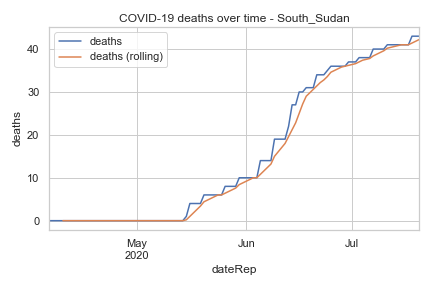 COVID-19 deaths over time - South_Sudan
deaths
deaths (rolling)
deaths
40
30
20
10
0
May
2020
Jun
Jul
dateRep